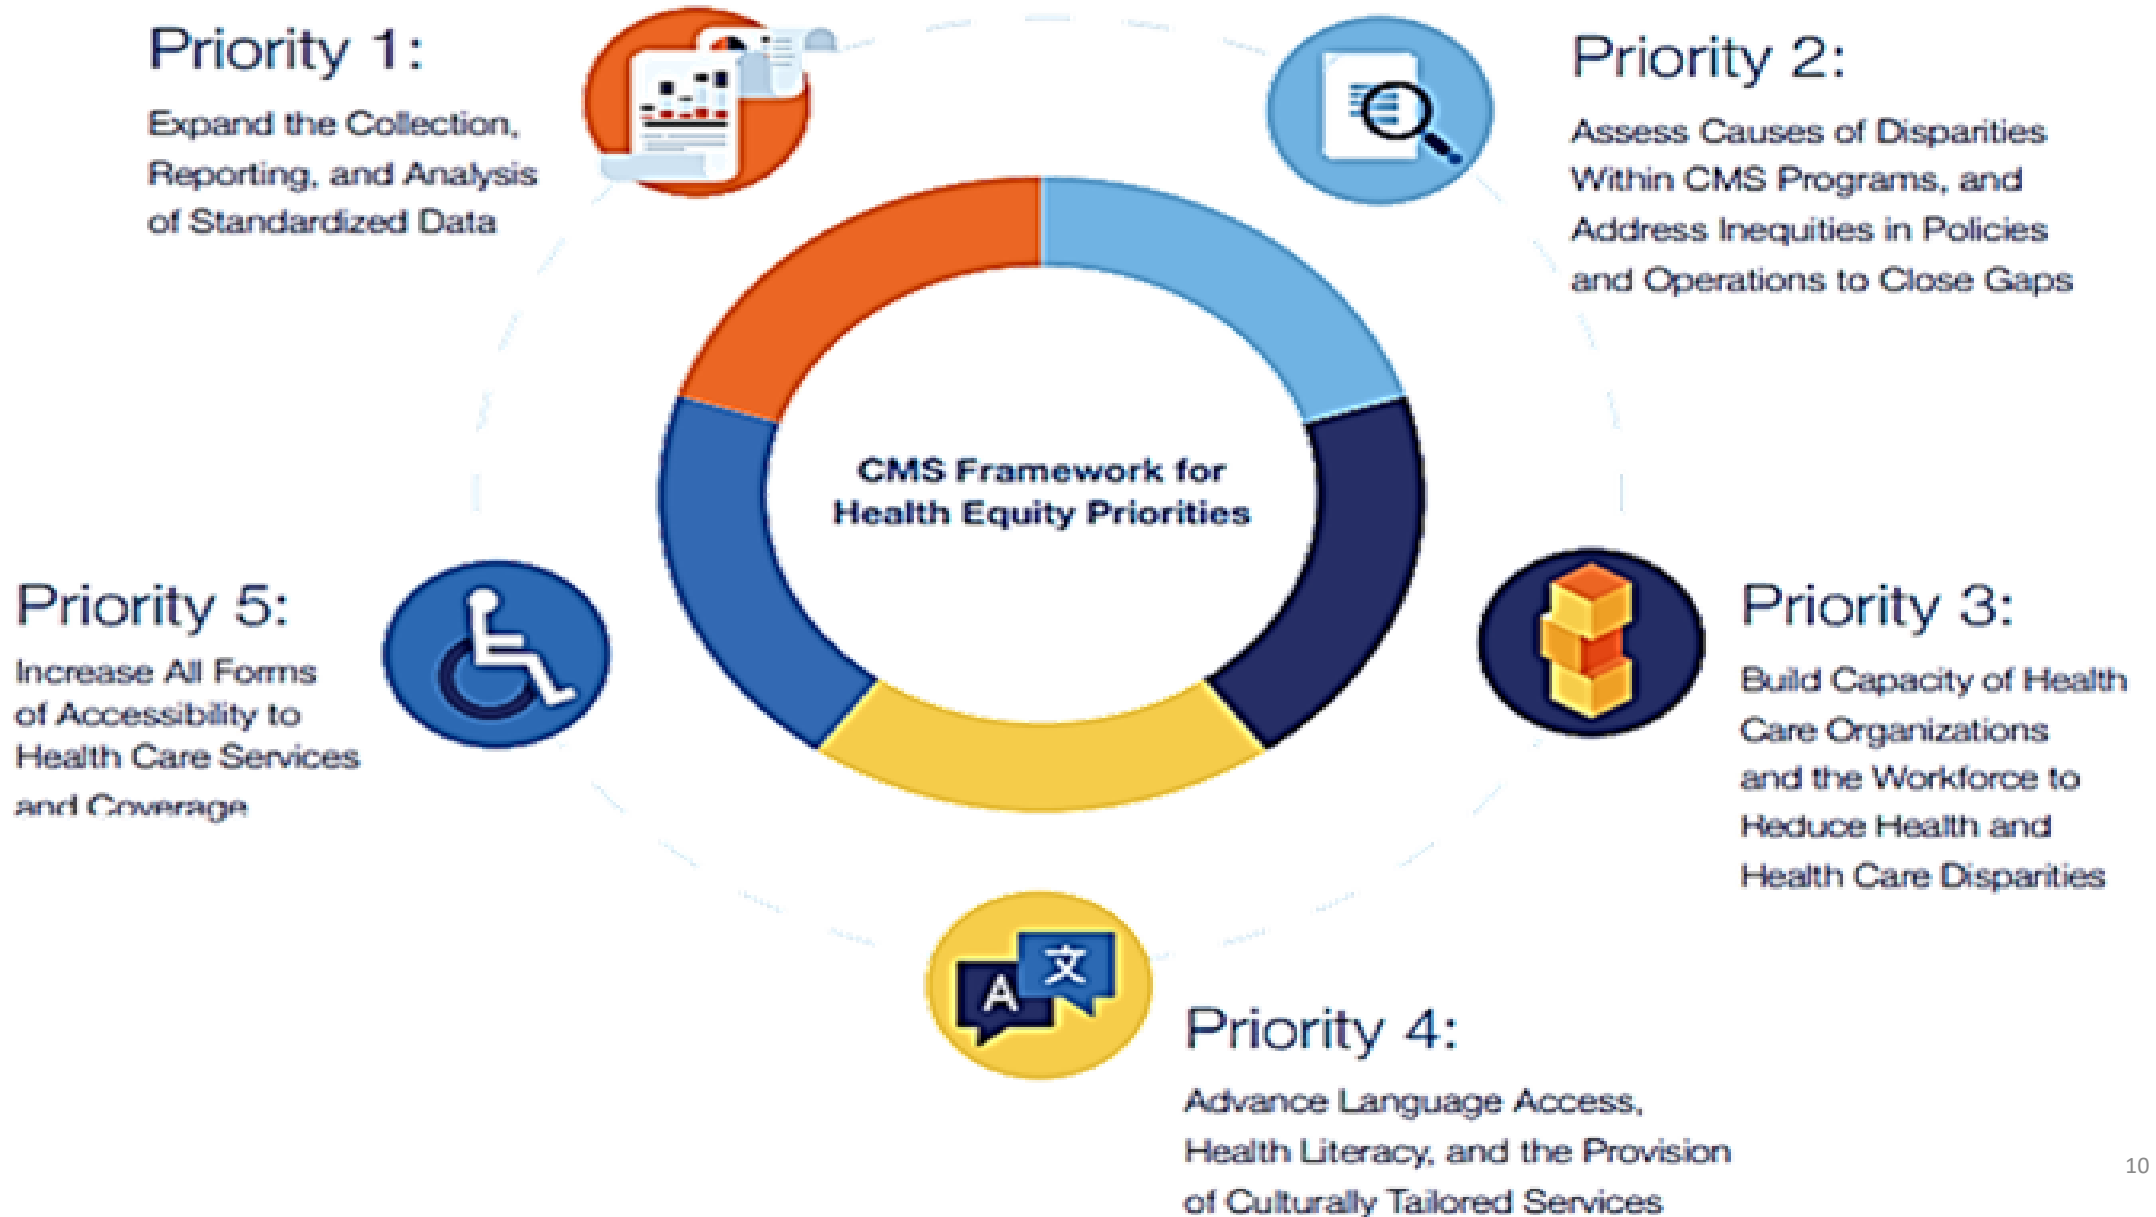 Priority 1:
Expand the Collection,
Reporting, and Analysis
of Standardized Data
Priority 2:
Assess Causes of Disparities
Within CMS Programs, and
Address Inequities in Policies
and Operations to Close Gaps
CMS Framework for
Health Equity Priorities
Priority 3:
Build Capacity of Health
Care Organizations
and the Workforce to
Reduce Health and
Health Care Disparities
Priority 4:
Advance Language Access,
Health Literacy, and the Provision
of Culturally Tailored Services
A
文
Priority 5:
Increase All Forms
of Accessibility to
Health Care Services
and Coverage
10